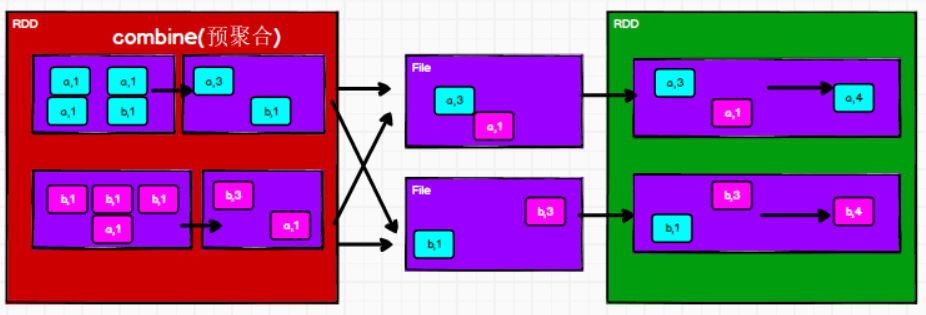 RDD
combine(预聚合)
a,1 a,1
a,1 b,1
a,3
b,1
b,1 b,1 b,1
a,1
b,3
a,1
File
a,3
a,1
File
b,3
b,1
RDD
a,3
a,1
a,4
b,3
b,1
b,4